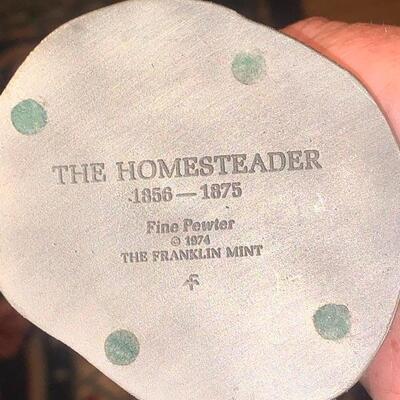 THE HOMESTEADER
1856 — 1875
Fine Pewter
© 1974
THE FRANKLIN MINT